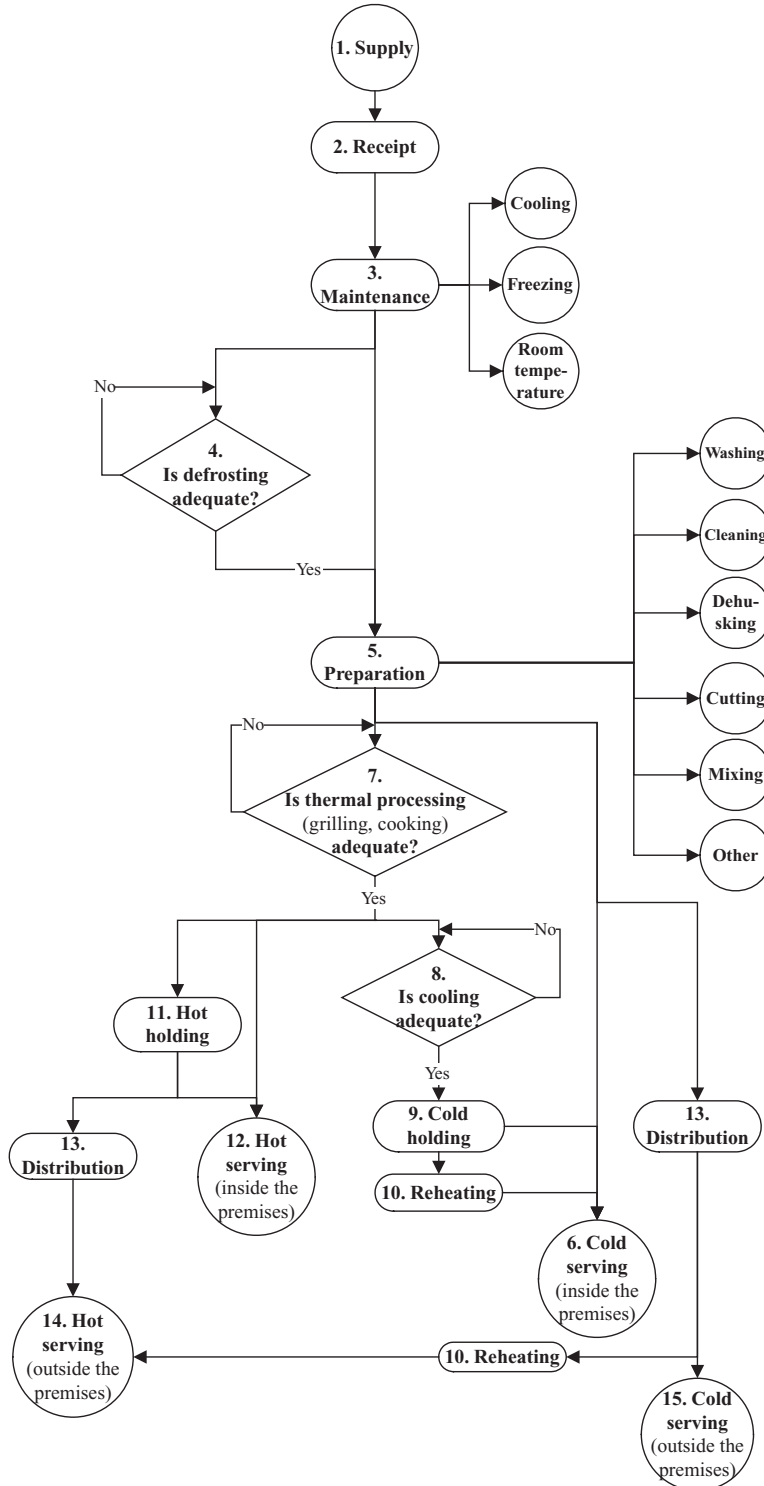 1. Supply
2. Receipt
3.
Maintenance
Cooling
Freezing
Room
tempe-
rature
No
4.
Is defrosting
adequate?
Yes
Washing
Cleaning
Dehu-
sking
Cutting
Mixing
Other
5.
Preparation
No
7.
Is thermal processing
(grilling, cooking)
adequate?
Yes
No
8.
Is cooling
adequate?
Yes
11. Hot
holding
9. Cold
holding
10. Reheating
13.
Distribution
12. Hot
serving
(inside the
premises)
13.
Distribution
6. Cold
serving
(inside the
premises)
14. Hot
serving
(outside the
premises)
10. Reheating
15. Cold
serving
(outside the
premises)